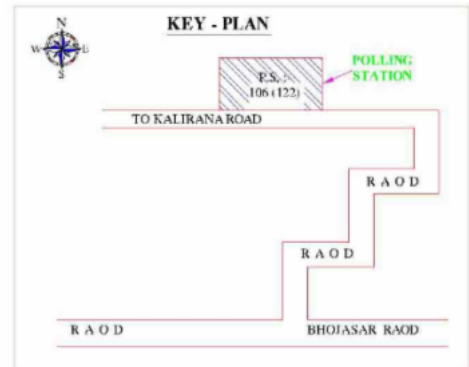 N
KEY - PLAN
W E
S
POLLING
STATION
P.S. :
106 (122)
TO KALIRANA ROAD
R A O D
R A O D
R A O D
BHOJASAR RAOD